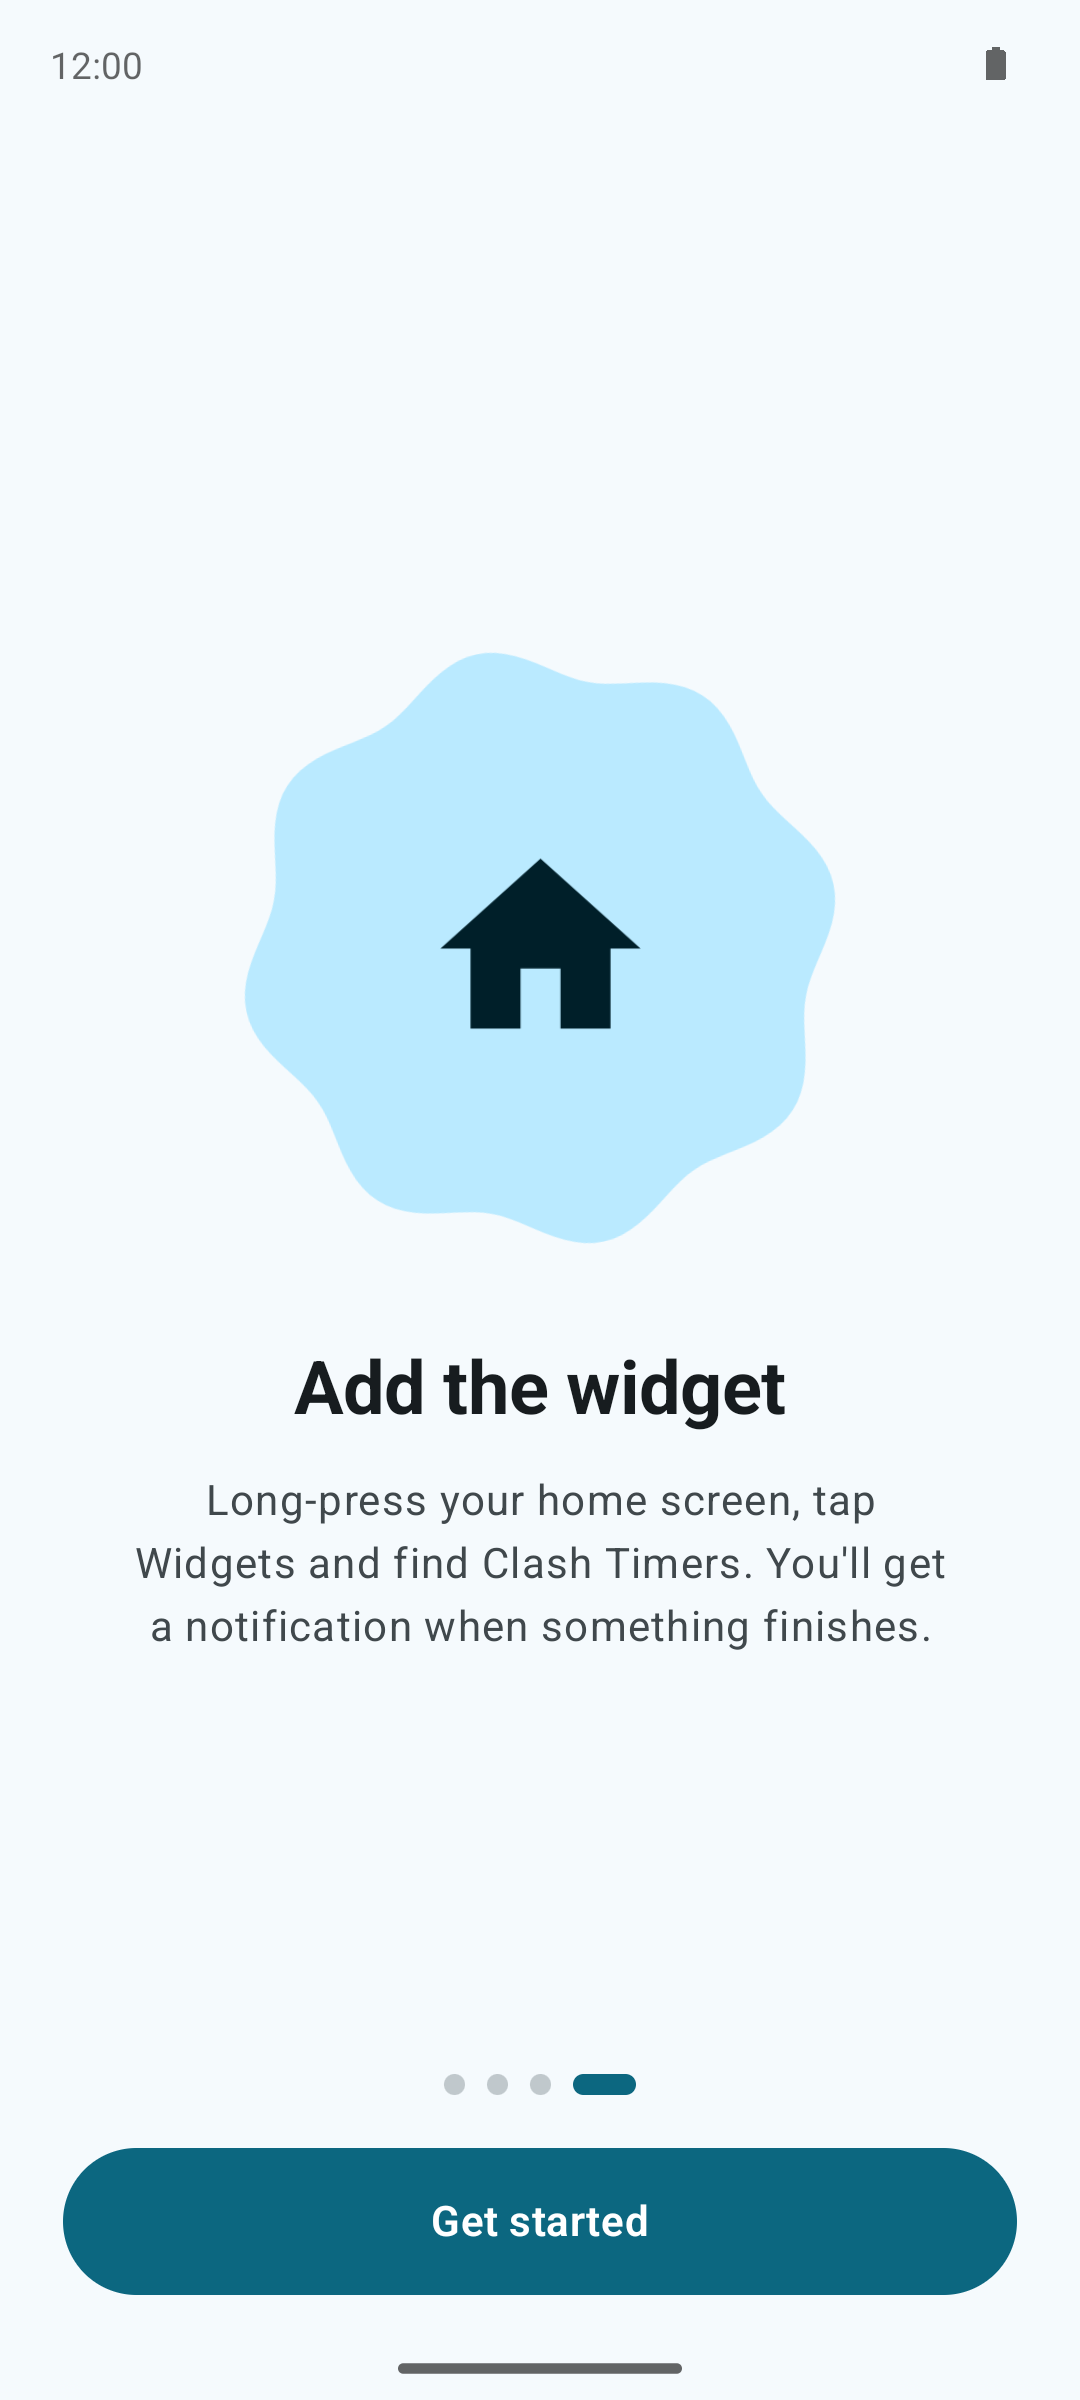 12:00
Add the widget
Long-press your home screen, tap
Widgets and find Clash Timers. You'll get
a notification when something finishes.
Get started